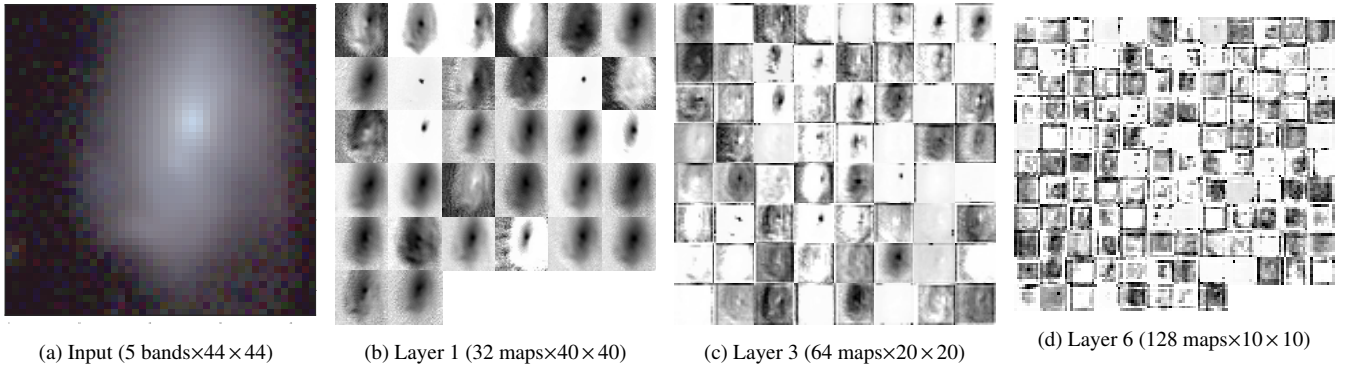 (a) Input (5 bands×44×44)
(b) Layer 1 (32 maps×40×40)
(c) Layer 3 (64 maps×20×20)
(d) Layer 6 (128 maps×10×10)